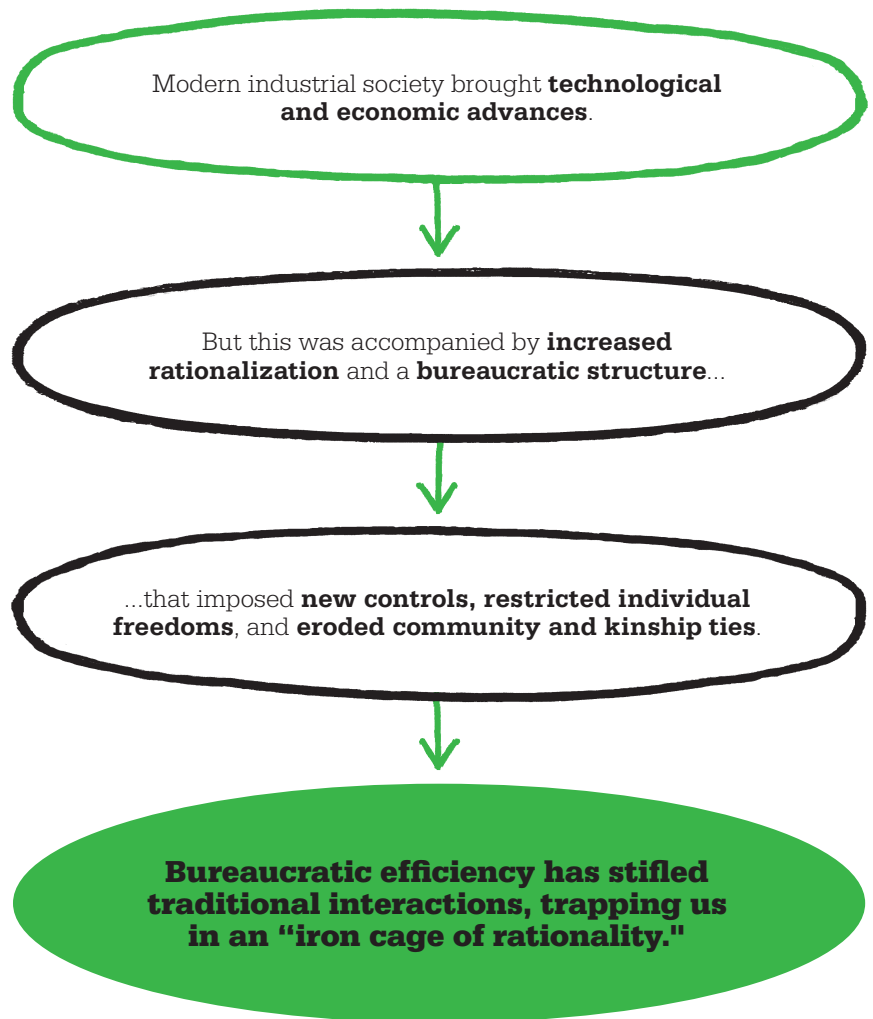 Modern industrial society brought technological
and economic advances.
But this was accompanied by increased
rationalization and a bureaucratic structure...
...that imposed new controls, restricted individual
freedoms, and eroded community and kinship ties.
Bureaucratic efficiency has stifled
traditional interactions, trapping us
in an “iron cage of rationality."